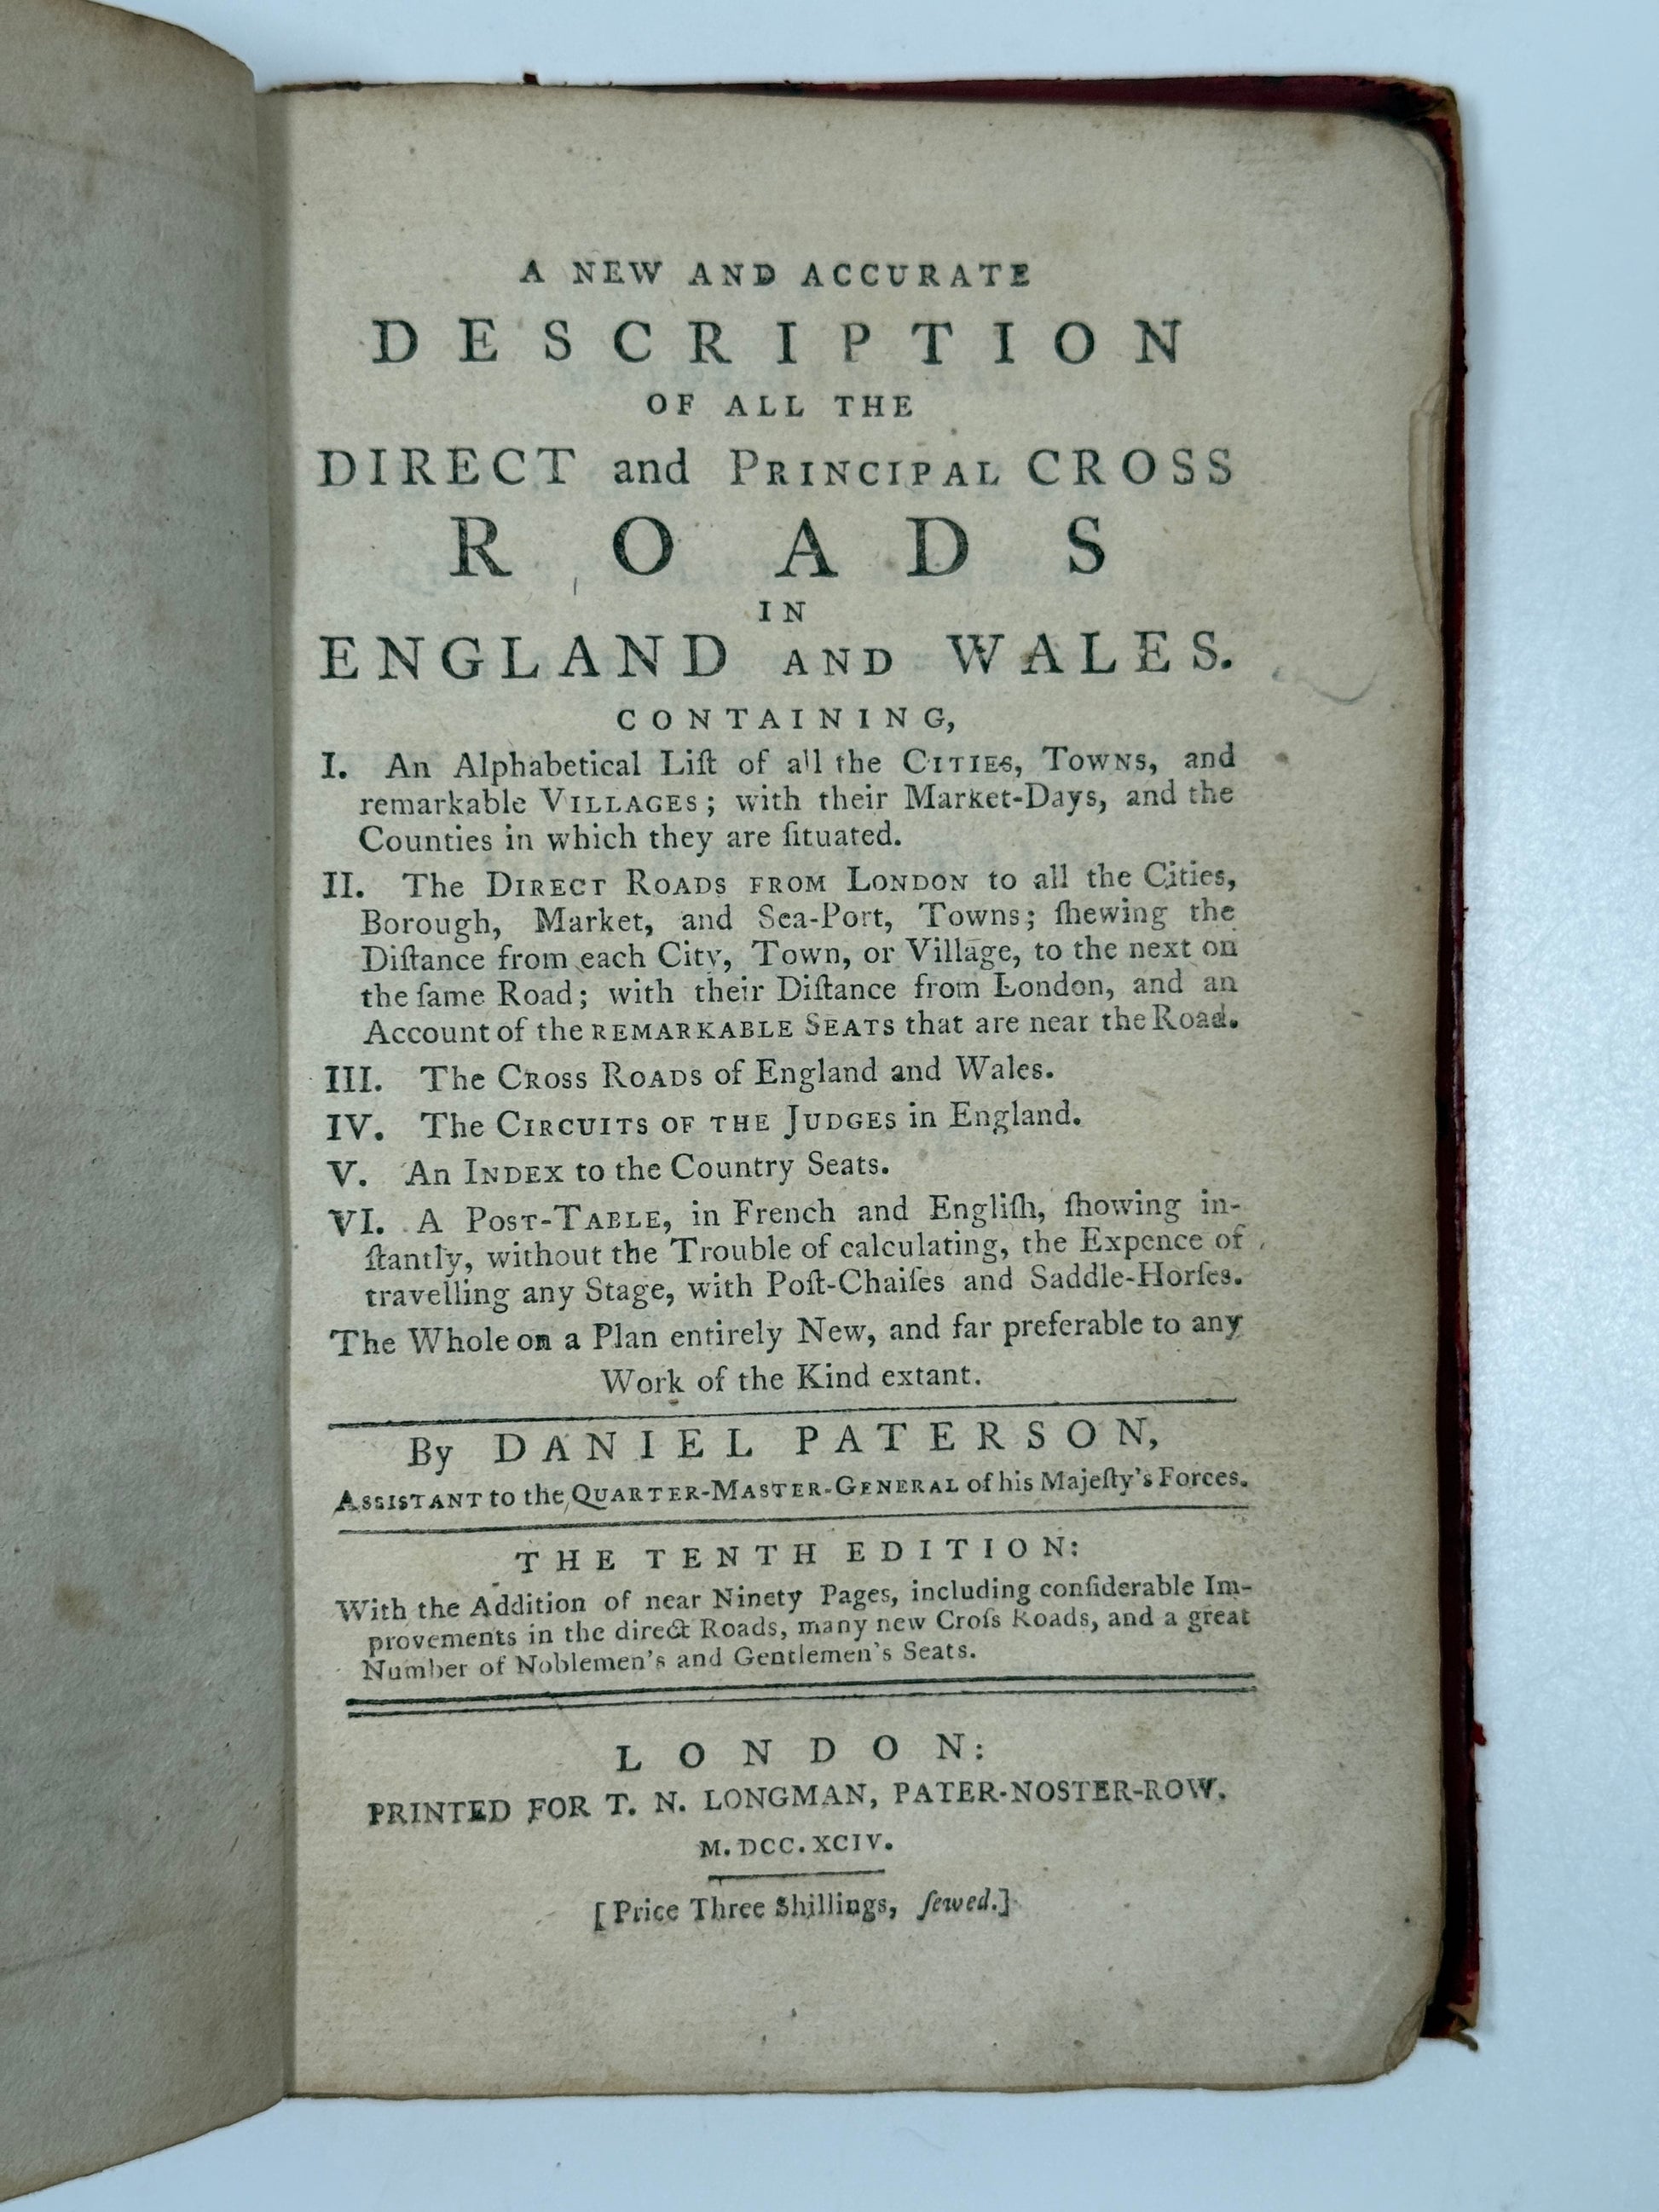 A NEW AND ACCURATE
DESCRIPTION
OF ALL THE
DIRECT and PRINCIPAL CROSS
ROADS
IN
ENGLAND AND WALES.
CONTAINING,
I. An Alphabetical Liſt of all the CITIES, TOWNS, and
remarkable VILLAGES; with their Market-Days, and the
Counties in which they are ſituated.
II. The DIRECT ROADS FROM LONDON to all the Cities,
Borough, Market, and Sea-Port, Towns; ſhewing the
Diſtance from each City, Town, or Village, to the next on
the ſame Road; with their Diſtance from London, and an
Account of the REMARKABLE SEATS that are near the Road.
III. The CROSS ROADS of England and Wales.
IV. The CIRCUITS OF THE JUDGES in England.
V. An INDEX to the Country Seats.
VI. A POST-TABLE, in French and Engliſh, ſhowing in-
ſtantly, without the Trouble of calculating, the Expence of
travelling any Stage, with Poſt-Chaiſes and Saddle-Horſes.
The Whole on a Plan entirely New, and far preferable to any
Work of the Kind extant.
By DANIEL PATERSON,
ASSISTANT to the QUARTER-MASTER-GENERAL of his Majeſty's Forces.
THE TENTH EDITION:
With the Addition of near Ninety Pages, including conſiderable Im-
provements in the direct Roads, many new Croſs Roads, and a great
Number of Noblemen's and Gentlemen's Seats.
LONDON:
PRINTED FOR T. N. LONGMAN, PATER-NOSTER-ROW.
M.DCC.XCIV.
[Price Three Shillings, ſewed.]